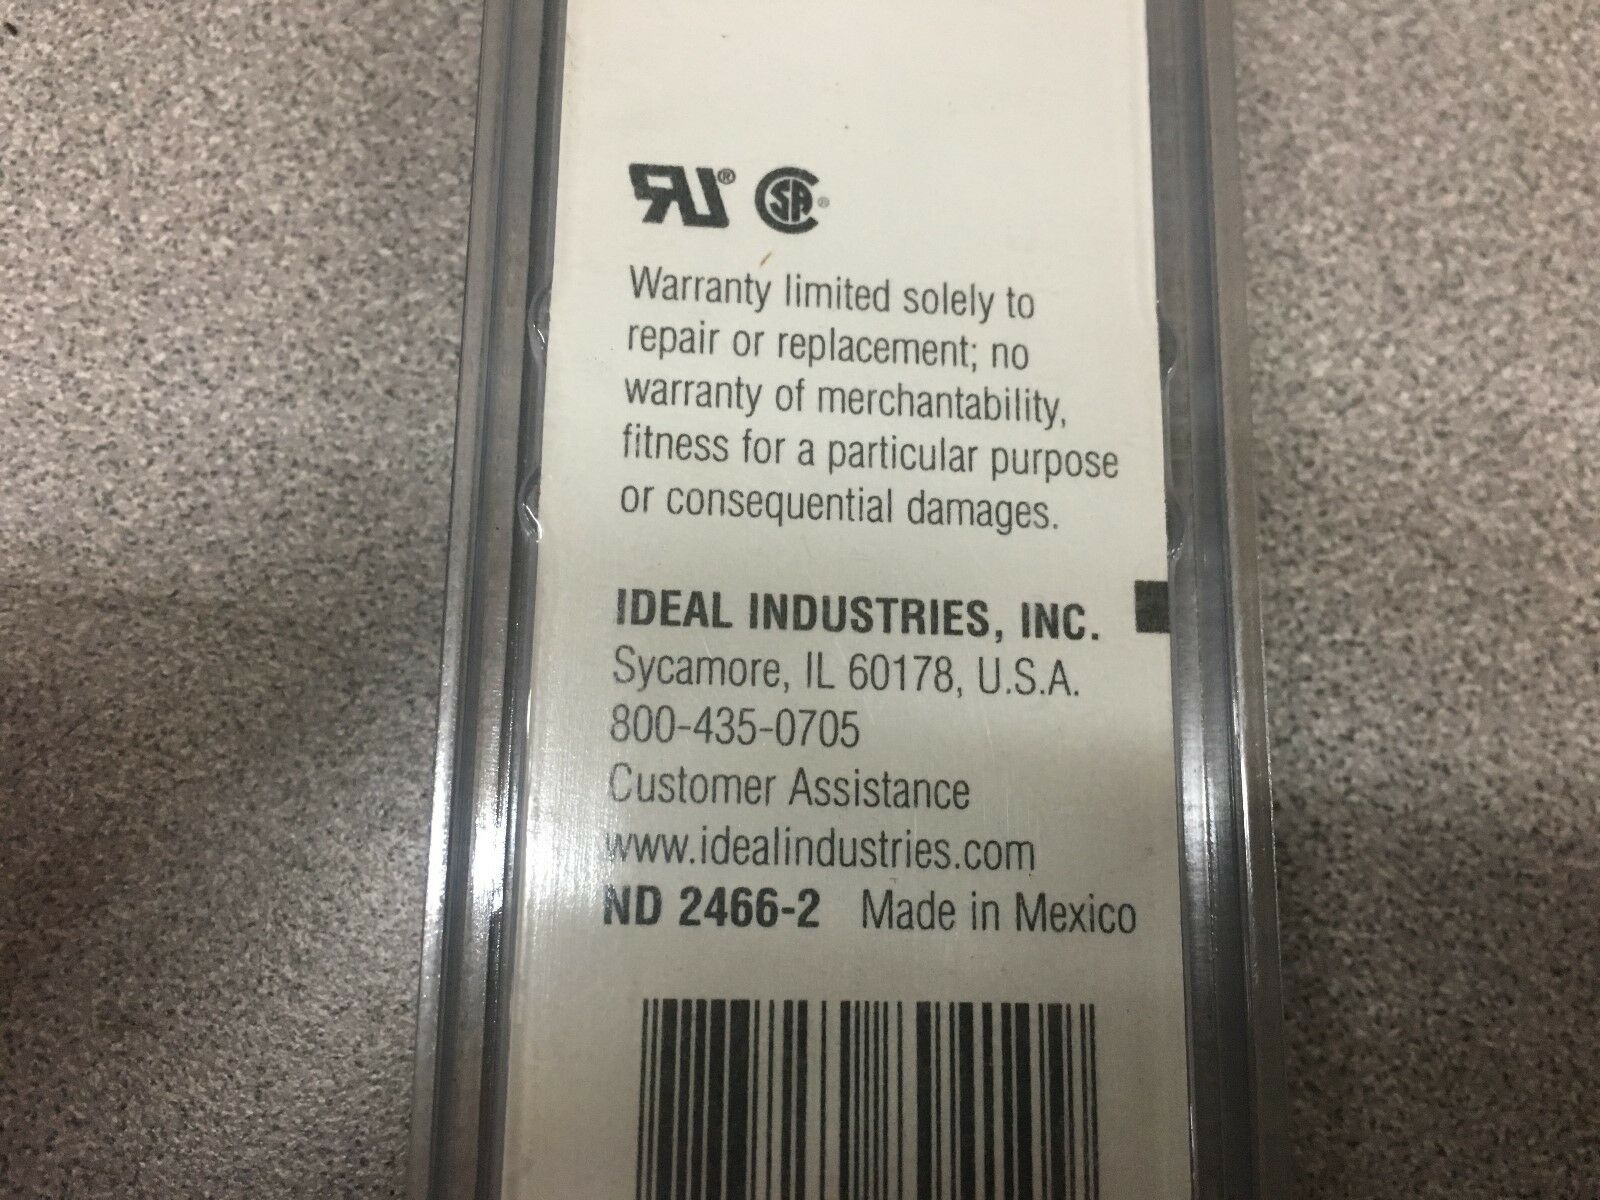 RU® CSA®
Warranty limited solely to
repair or replacement; no
warranty of merchantability,
fitness for a particular purpose
or consequential damages.
IDEAL INDUSTRIES, INC.
Sycamore, IL 60178, U.S.A.
800-435-0705
Customer Assistance
www.idealindustries.com
ND 2466-2 Made in Mexico